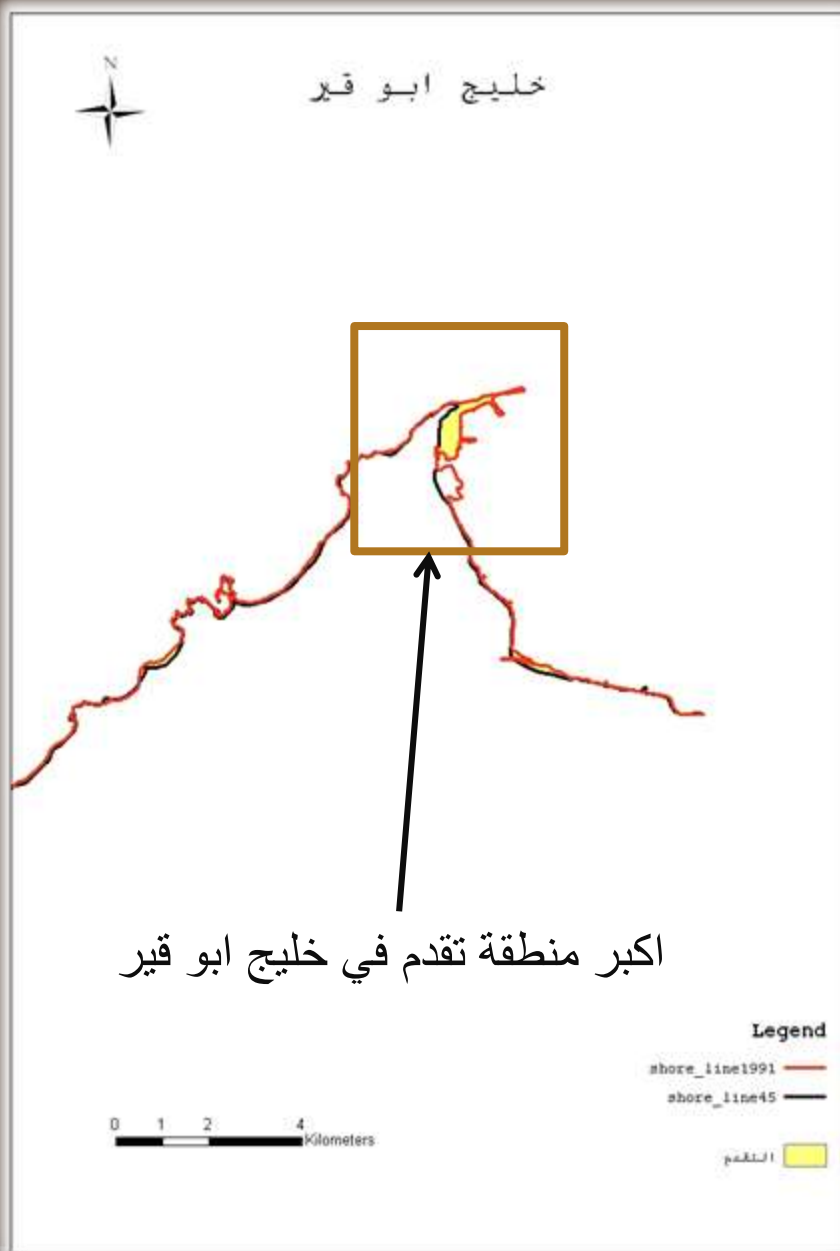 N
خليج ابو قير
اكبر منطقة تقدم في خليج ابو قير
Legend
shore_line1991
shore_line45
التقدم
0 1 2 4
Kilometers